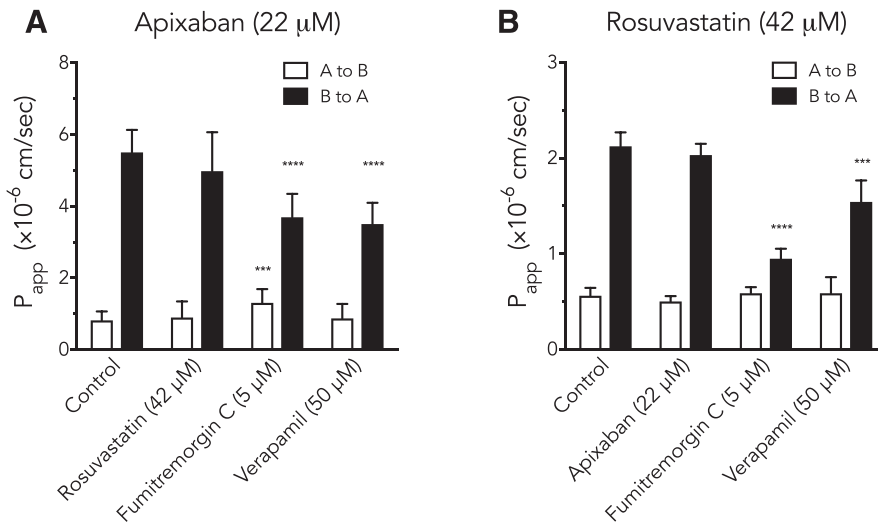 A
Apixaban (22 μM)
A to B
B to A
P app (×10-6 cm/sec)
8
6
4
2
0
****
****
***
Control
Rosuvastatin (42 μM)
Fumitremorgin C (5 μM)
Verapamil (50 μM)
B
Rosuvastatin (42 μM)
A to B
B to A
P app (×10-6 cm/sec)
3
2
1
0
***
****
Control
Apixaban (22 μM)
Fumitremorgin C (5 μM)
Verapamil (50 μM)